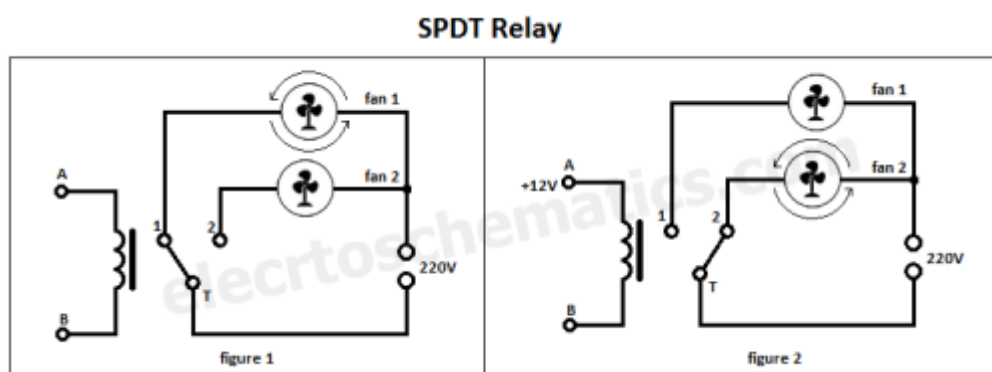 SPDT Relay
fan 1
fan 2
A
1
2
220V
T
B
figure 1
fan 1
fan 2
A
+12V
1
2
220V
T
B
figure 2
elecrtoschematics.com